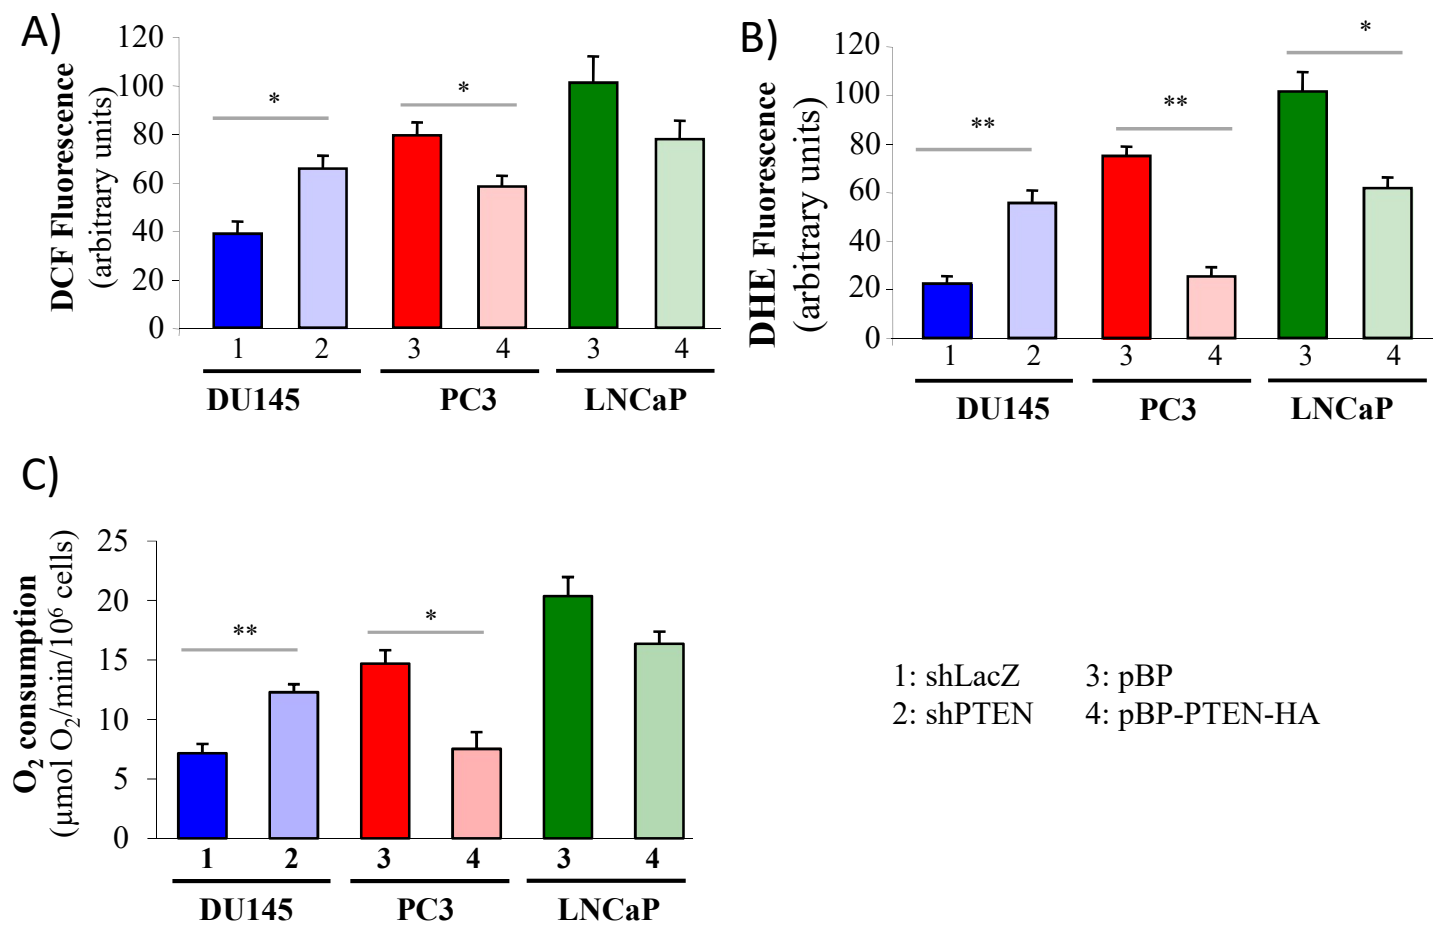 A)
DCF Fluorescence
(arbitrary units)
120
100
80
60
40
20
0
*
*
1 2 3 4 3 4
DU145 PC3 LNCaP
B)
DHE Fluorescence
(arbitrary units)
120
100
80
60
40
20
0
**
**
*
1 2 3 4 3 4
DU145 PC3 LNCaP
C)
O₂ consumption
(μmol O₂/min/10⁶ cells)
25
20
15
10
5
0
**
*
1 2 3 4 3 4
DU145 PC3 LNCaP
1: shLacZ 3: pBP
2: shPTEN 4: pBP-PTEN-HA